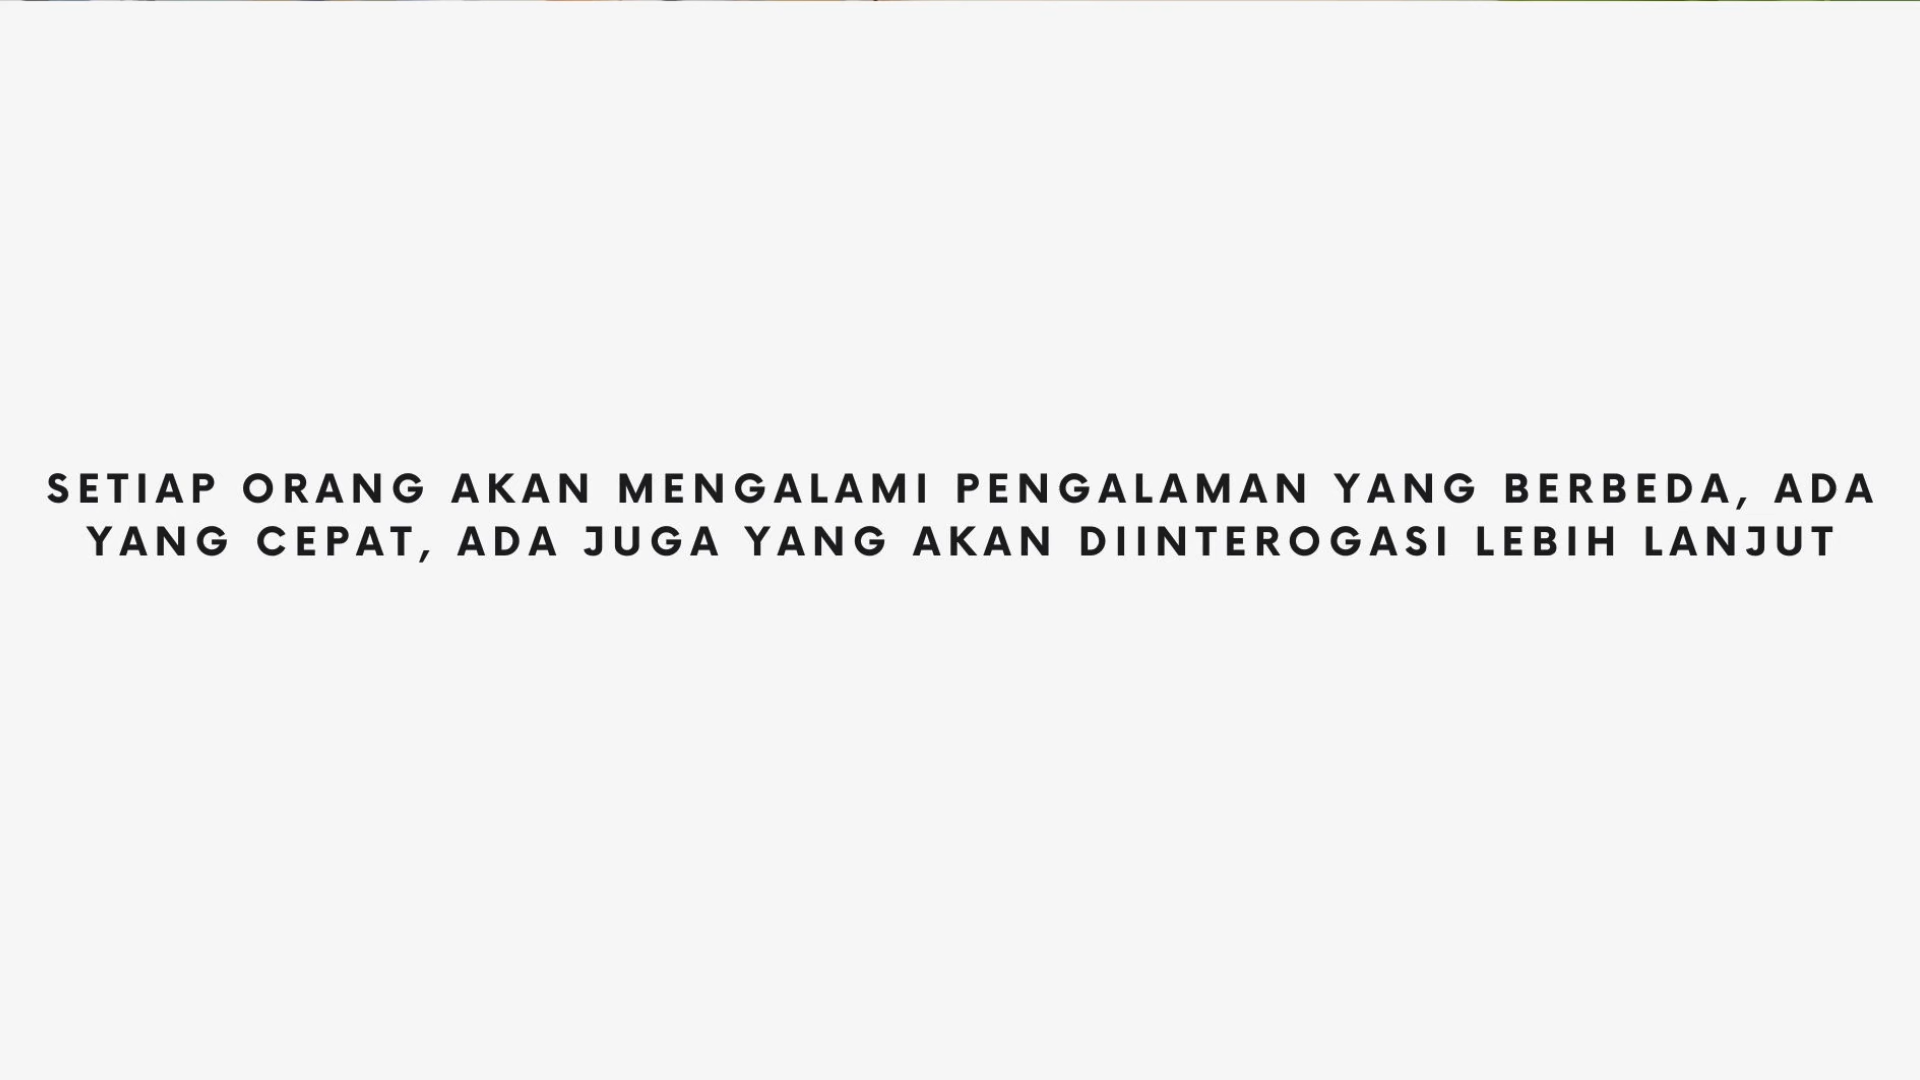 SETIAP ORANG AKAN MENGALAMI PENGALAMAN YANG BERBEDA, ADA
YANG CEPAT, ADA JUGA YANG AKAN DIINTEROGASI LEBIH LANJUT